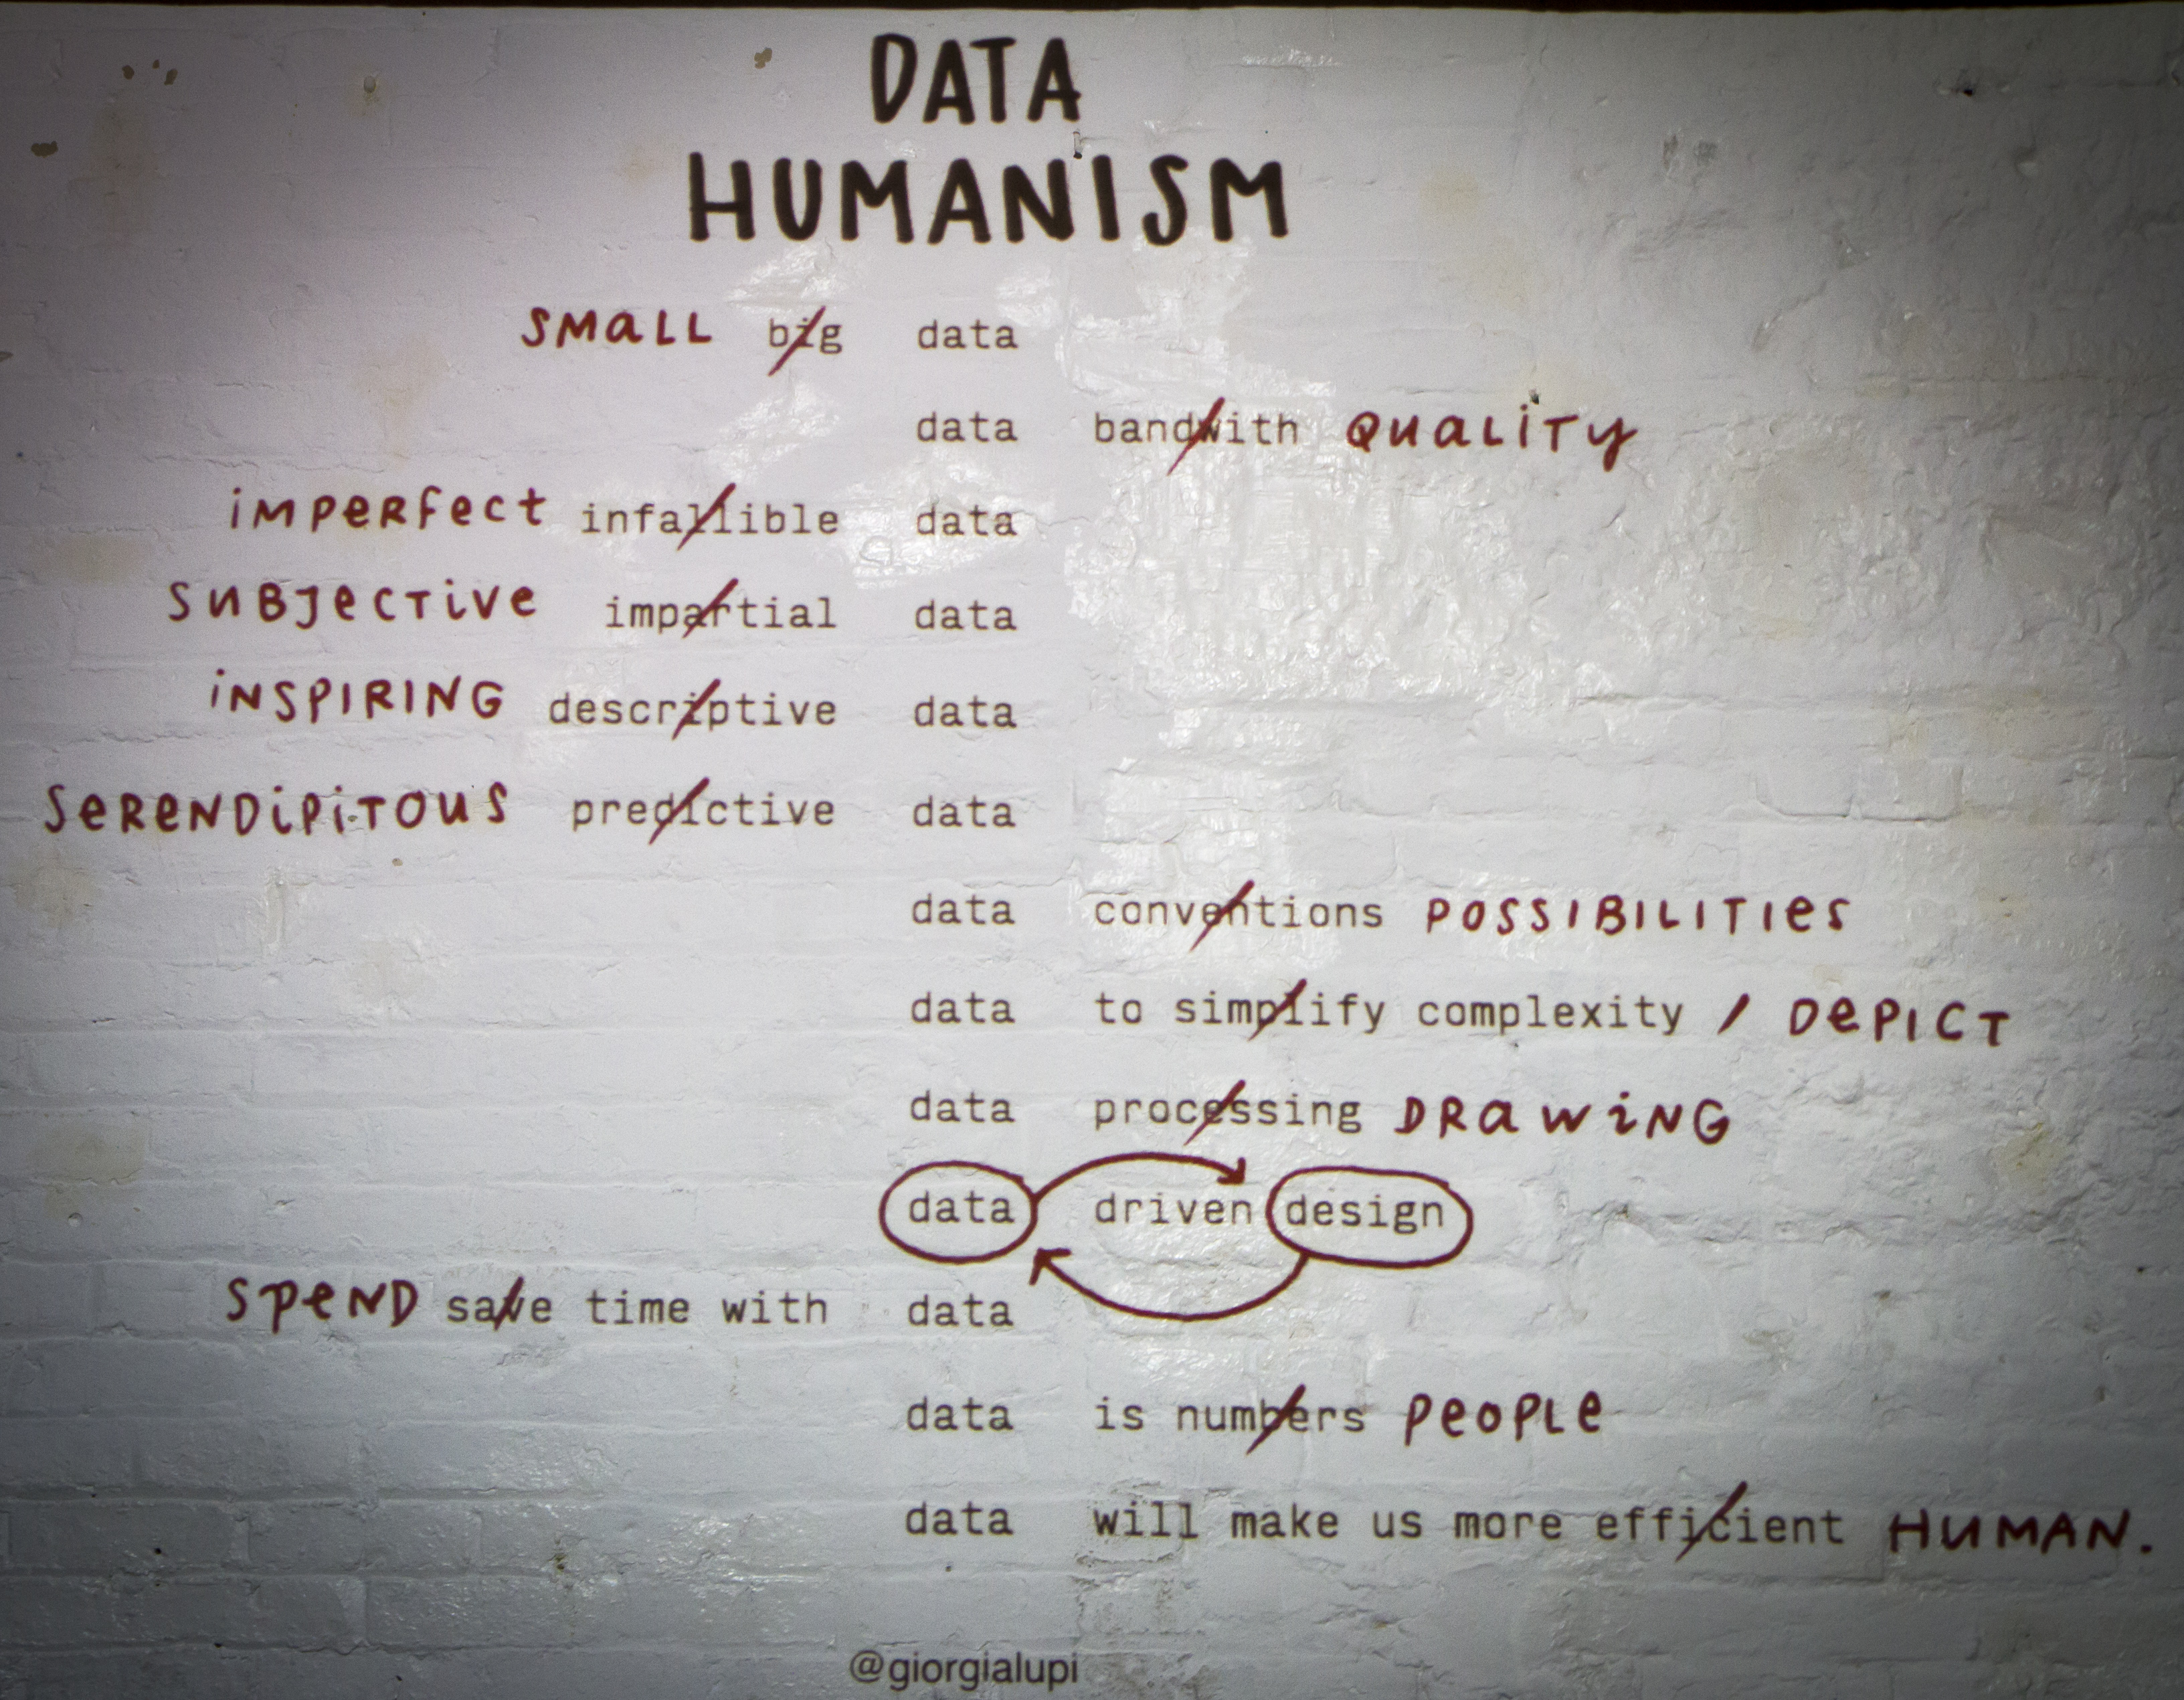 DATA
HUMANISM
SMALL big data
data bandwith QUALITY
iMPERFECT infallible data
SUBJECTIVE impartial data
iNSPIRING descriptive data
SERENDIPITOUS predictive data
data conventions POSSIBILITIES
data to simplify complexity / DEPICT
data processing DRAWING
data driven design
SPEND save time with data
data is numbers PEOPLE
data will make us more efficient HUMAN.
@giorgialupi